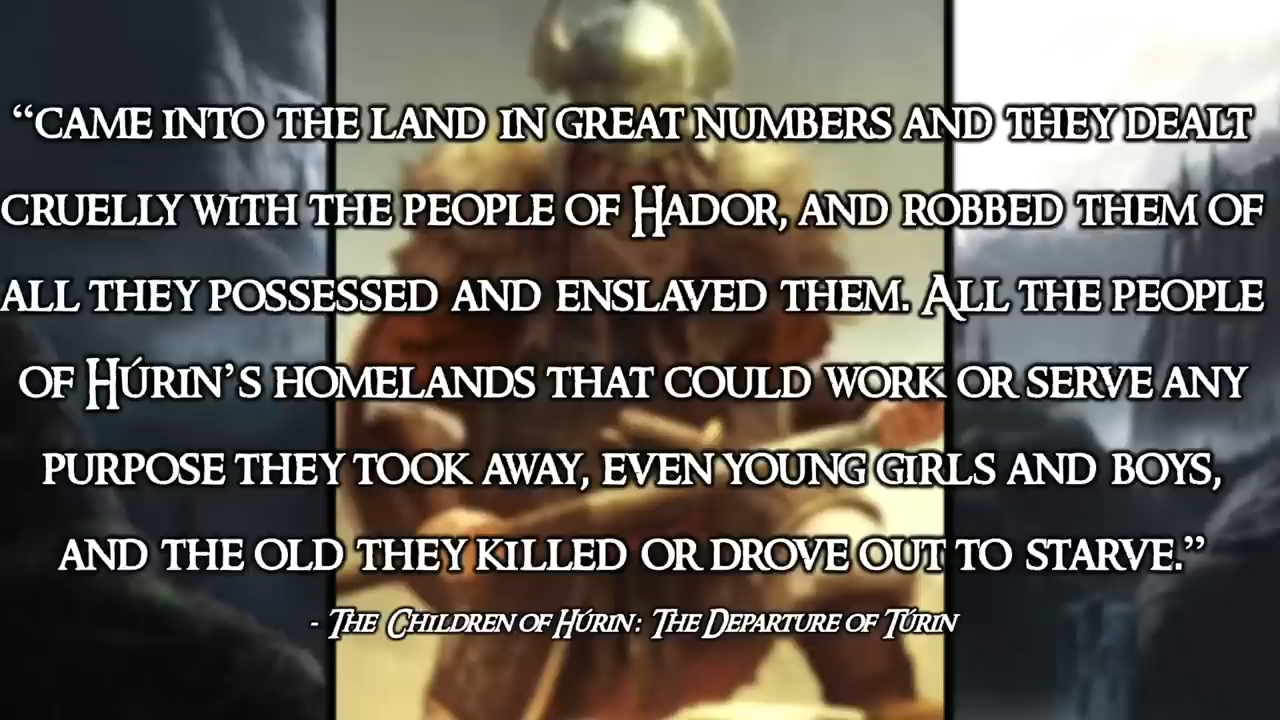 “CAME INTO THE LAND IN GREAT NUMBERS AND THEY DEALT
CRUELLY WITH THE PEOPLE OF HADOR, AND ROBBED THEM OF
ALL THEY POSSESSED AND ENSLAVED THEM. ALL THE PEOPLE
OF HÚRIN’S HOMELANDS THAT COULD WORK OR SERVE ANY
PURPOSE THEY TOOK AWAY, EVEN YOUNG GIRLS AND BOYS,
AND THE OLD THEY KILLED OR DROVE OUT TO STARVE.”
- THE CHILDREN OF HÚRIN: THE DEPARTURE OF TÚRIN